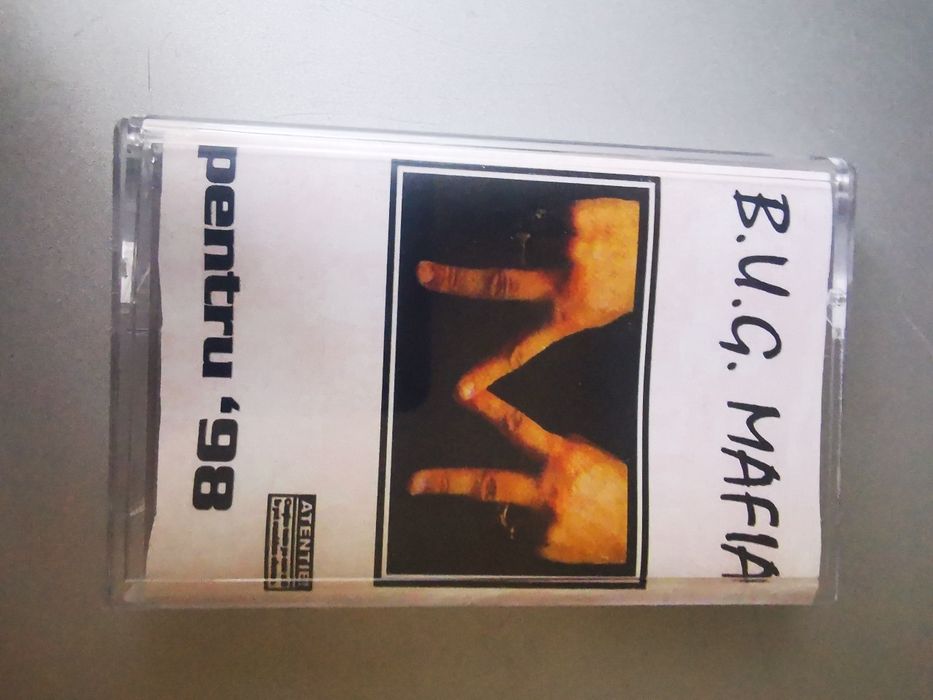 B.U.G. MAFIA
pentru '98
ATENTIE